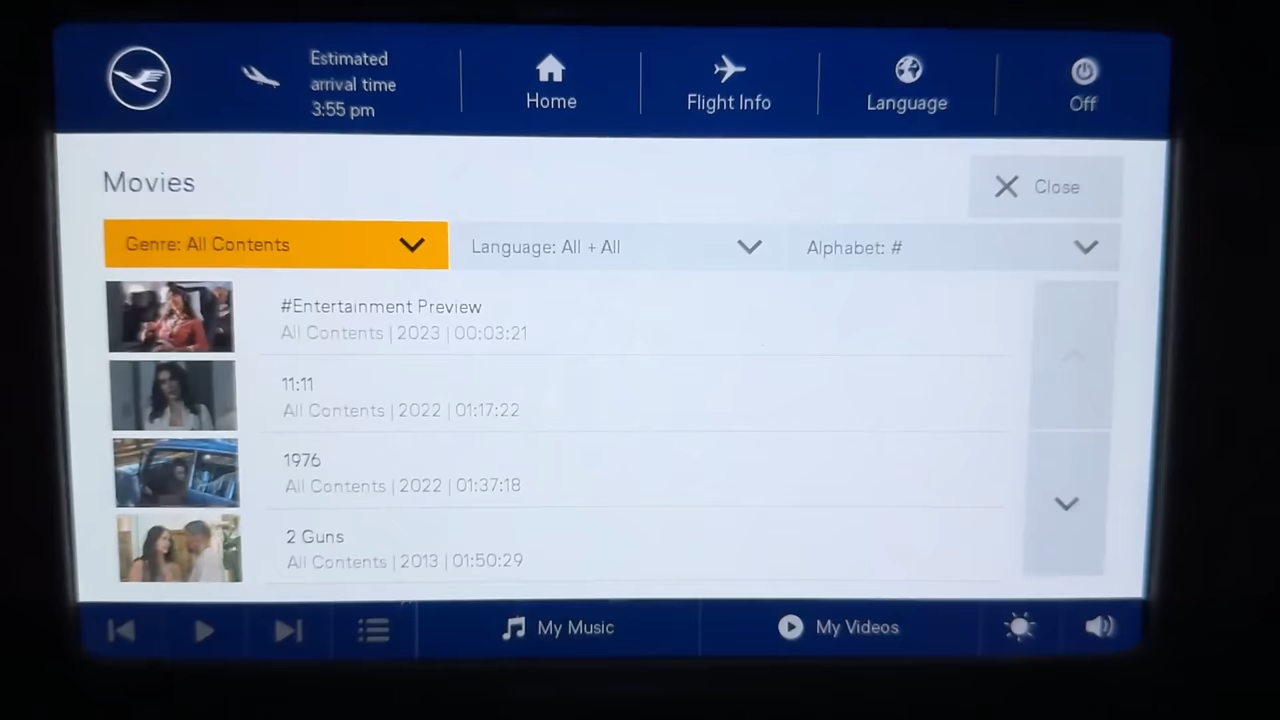 Estimated
arrival time
3:55 pm
Home
Flight Info
Language
Off
Movies
Close
Genre: All Contents
Language: All + All
Alphabet: #
#Entertainment Preview
All Contents | 2023 | 00:03:21
11:11
All Contents | 2022 | 01:17:22
1976
All Contents | 2022 | 01:37:18
2 Guns
All Contents | 2013 | 01:50:29
My Music
My Videos